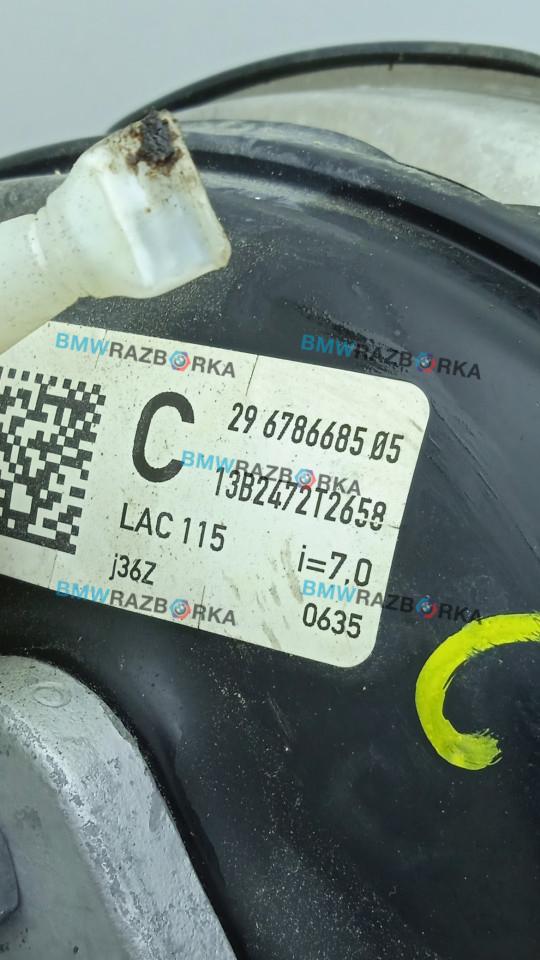 BMWRAZBORKA
BMWRAZBORKA
C
29 6786685 05
BMWRAZBORKA
13B2472T2658
LAC 115
i=7,0
j36Z
BMWRAZBORKA
BMWRAZBORKA
0635